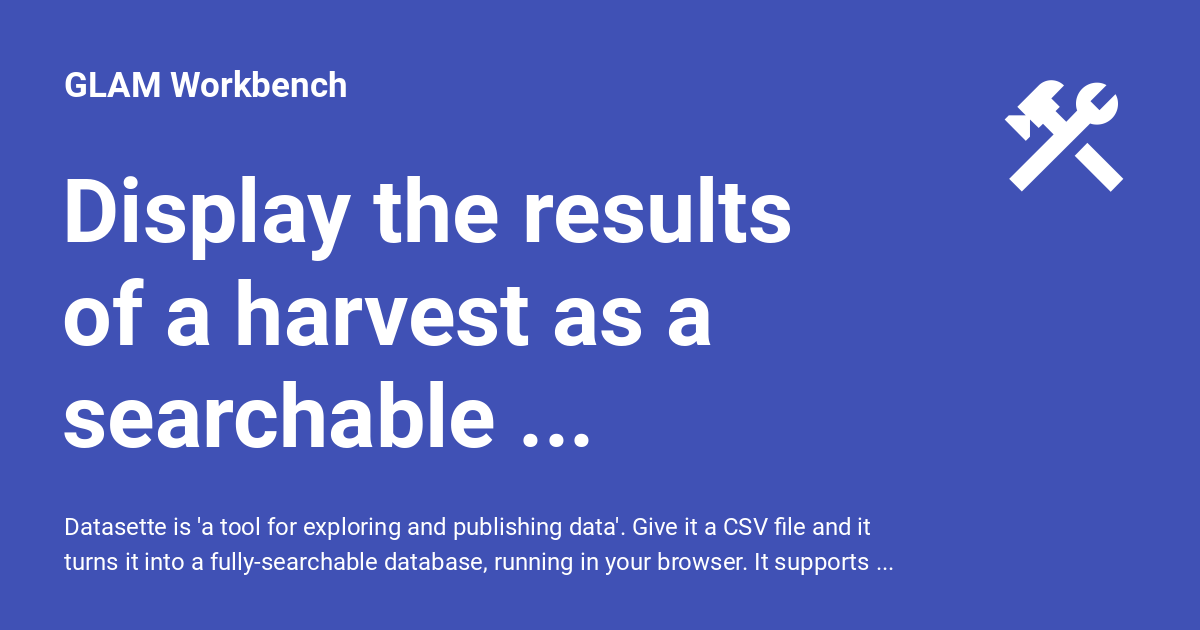 GLAM Workbench
Display the results
of a harvest as a
searchable ...
Datasette is 'a tool for exploring and publishing data'. Give it a CSV file and it
turns it into a fully-searchable database, running in your browser. It supports ...